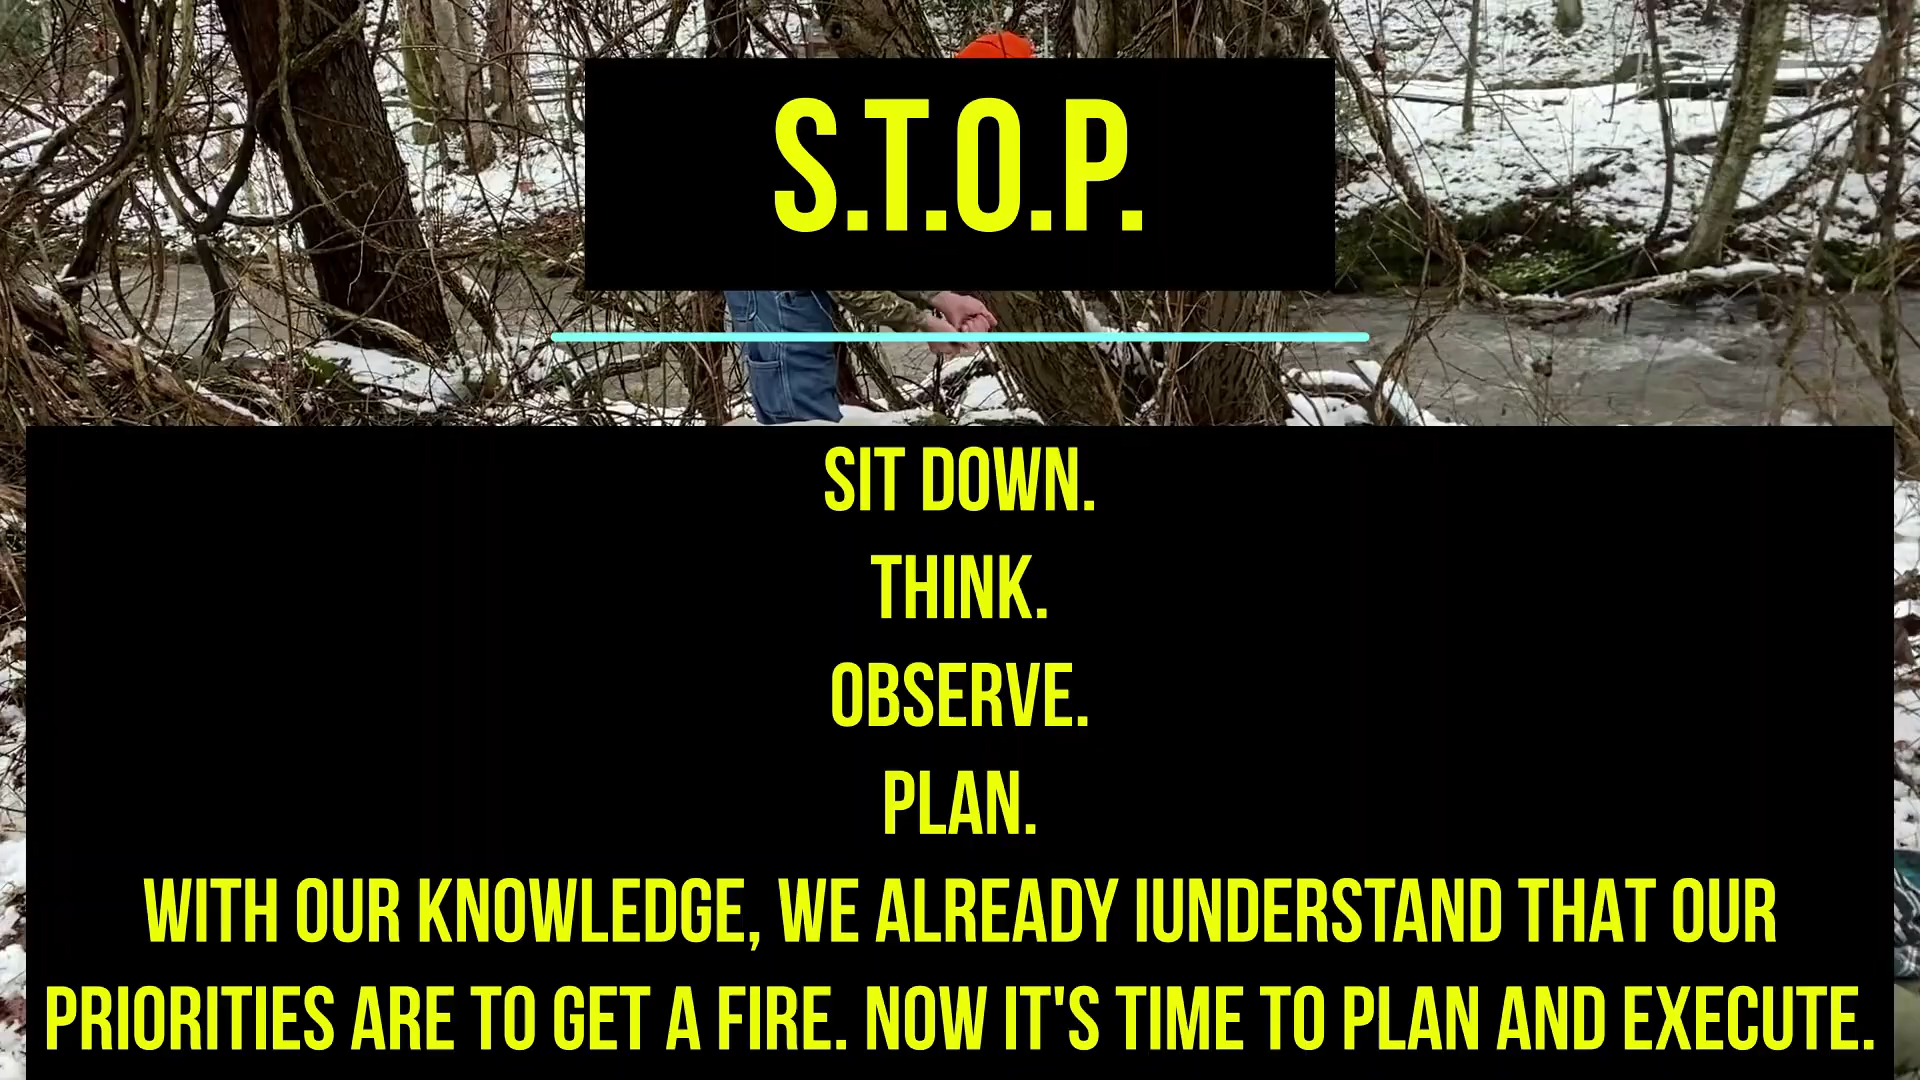 S.T.O.P.
SIT DOWN.
THINK.
OBSERVE.
PLAN.
WITH OUR KNOWLEDGE, WE ALREADY IUNDERSTAND THAT OUR
PRIORITIES ARE TO GET A FIRE. NOW IT'S TIME TO PLAN AND EXECUTE.